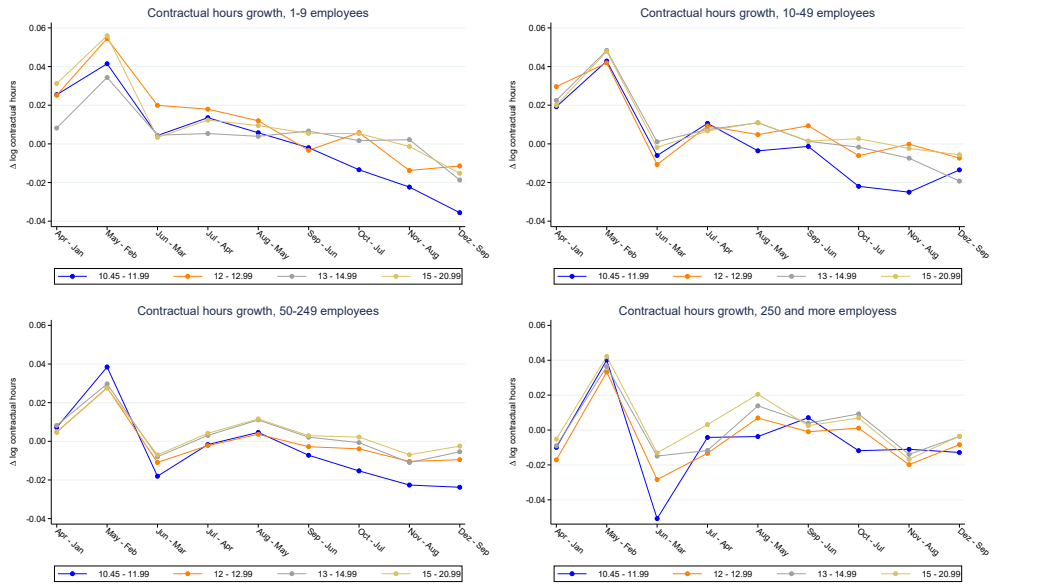 Contractual hours growth, 1-9 employees
Δ log contractual hours
0.06
0.04
0.02
0.00
-0.02
-0.04
Apr - Jan
May - Feb
Jun - Mar
Jul - Apr
Aug - May
Sep - Jun
Oct - Jul
Nov - Aug
Dez - Sep
10.45 - 11.99 12 - 12.99 13 - 14.99 15 - 20.99
Contractual hours growth, 10-49 employees
Δ log contractual hours
0.06
0.04
0.02
0.00
-0.02
-0.04
Apr - Jan
May - Feb
Jun - Mar
Jul - Apr
Aug - May
Sep - Jun
Oct - Jul
Nov - Aug
Dez - Sep
10.45 - 11.99 12 - 12.99 13 - 14.99 15 - 20.99
Contractual hours growth, 50-249 employees
Δ log contractual hours
0.06
0.04
0.02
0.00
-0.02
-0.04
Apr - Jan
May - Feb
Jun - Mar
Jul - Apr
Aug - May
Sep - Jun
Oct - Jul
Nov - Aug
Dez - Sep
10.45 - 11.99 12 - 12.99 13 - 14.99 15 - 20.99
Contractual hours growth, 250 and more employess
Δ log contractual hours
0.06
0.04
0.02
0.00
-0.02
-0.04
Apr - Jan
May - Feb
Jun - Mar
Jul - Apr
Aug - May
Sep - Jun
Oct - Jul
Nov - Aug
Dez - Sep
10.45 - 11.99 12 - 12.99 13 - 14.99 15 - 20.99